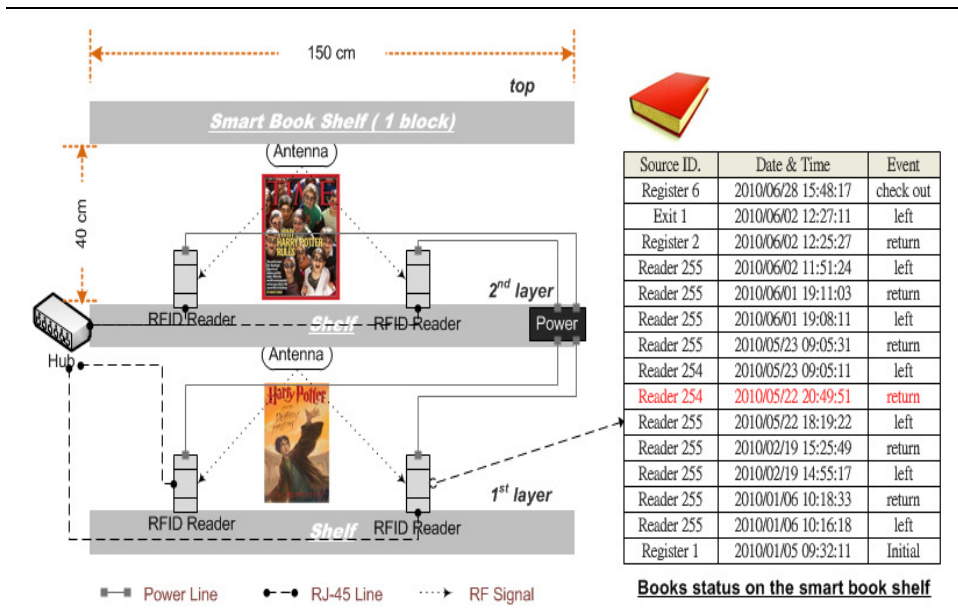 150 cm
top
Smart Book Shelf ( 1 block)
Antenna
HARRY POTTER
RULES
40 cm
2nd layer
RFID Reader
Shelf
RFID Reader
Power
Hub
Antenna
Harry Potter
1st layer
RFID Reader
Shelf
RFID Reader
Power Line
RJ-45 Line
RF Signal
Source ID. Date & Time Event
Register 6 2010/06/28 15:48:17 check out
Exit 1 2010/06/02 12:27:11 left
Register 2 2010/06/02 12:25:27 return
Reader 255 2010/06/02 11:51:24 left
Reader 255 2010/06/01 19:11:03 return
Reader 255 2010/06/01 19:08:11 left
Reader 255 2010/05/23 09:05:31 return
Reader 254 2010/05/23 09:05:11 left
Reader 254 2010/05/22 20:49:51 return
Reader 255 2010/05/22 18:19:22 left
Reader 255 2010/02/19 15:25:49 return
Reader 255 2010/02/19 14:55:17 left
Reader 255 2010/01/06 10:18:33 return
Reader 255 2010/01/06 10:16:18 left
Register 1 2010/01/05 09:32:11 Initial
Books status on the smart book shelf